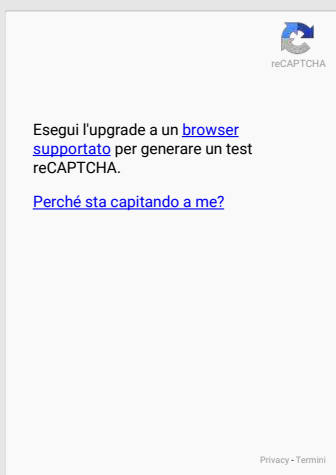 reCAPTCHA
Esegui l'upgrade a un browser
supportato per generare un test
reCAPTCHA.
Perché sta capitando a me?
Privacy - Termini